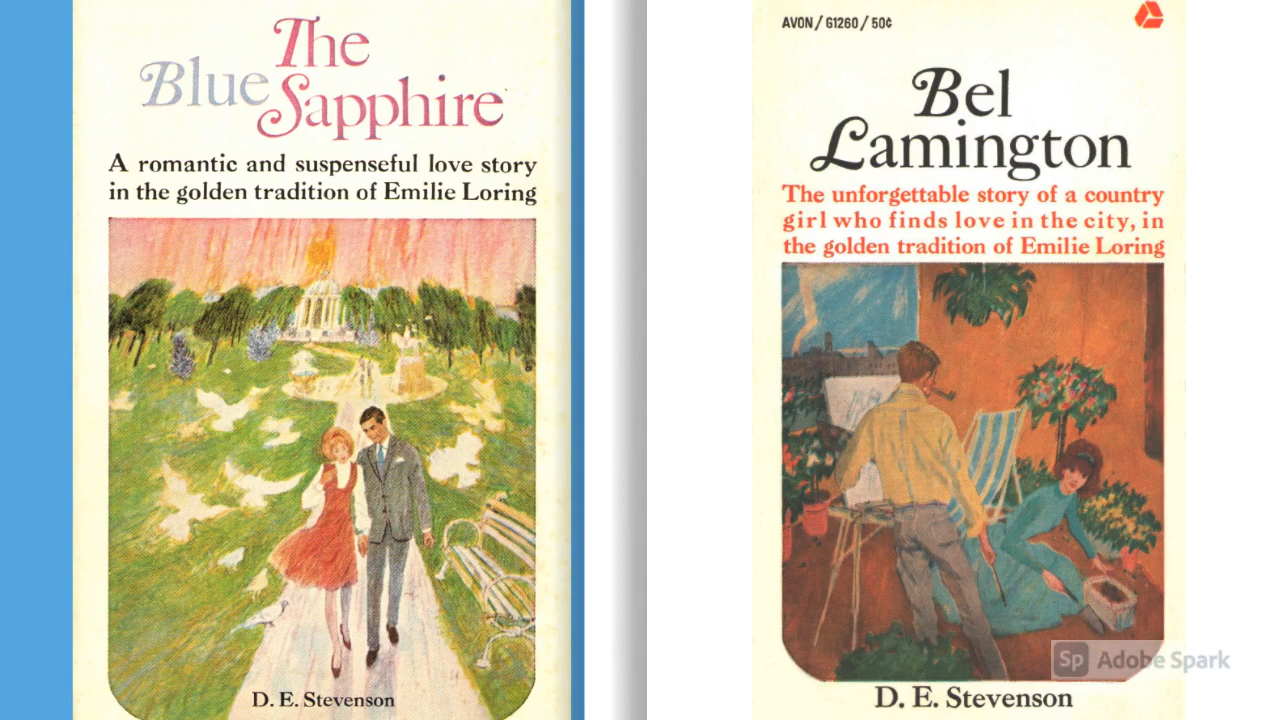 The
Blue Sapphire
A romantic and suspenseful love story
in the golden tradition of Emilie Loring
D. E. Stevenson
AVON / G1260 / 50¢
Bel
Lamington
The unforgettable story of a country
girl who finds love in the city, in
the golden tradition of Emilie Loring
D. E. Stevenson
Sp Adobe Spark